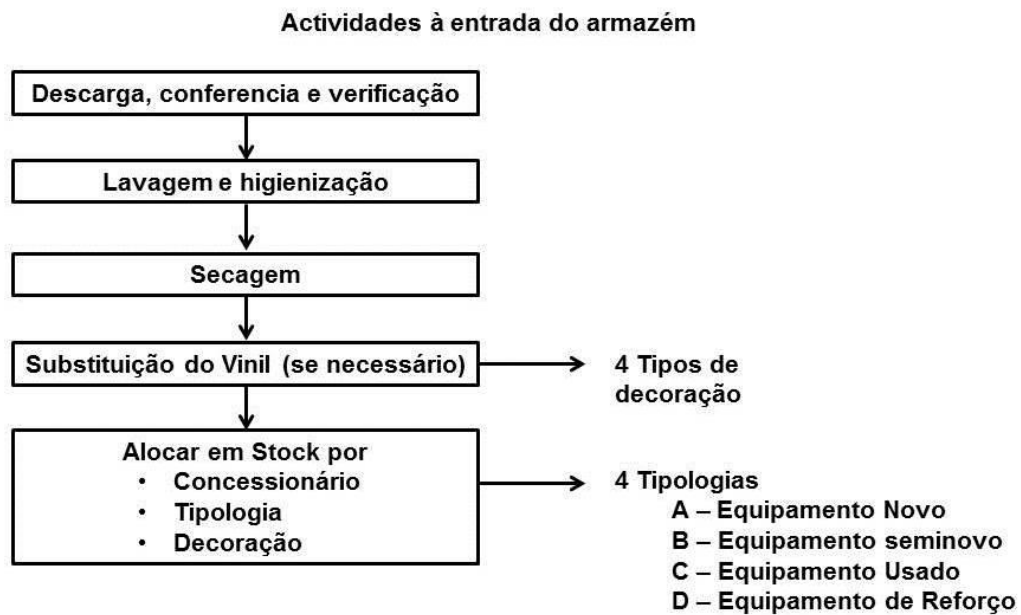 Actividades à entrada do armazém
Descarga, conferencia e verificação
Lavagem e higienização
Secagem
Substituição do Vinil (se necessário)
4 Tipos de
decoração
Alocar em Stock por
• Concessionário
• Tipologia
• Decoração
4 Tipologias
A – Equipamento Novo
B – Equipamento seminovo
C – Equipamento Usado
D – Equipamento de Reforço